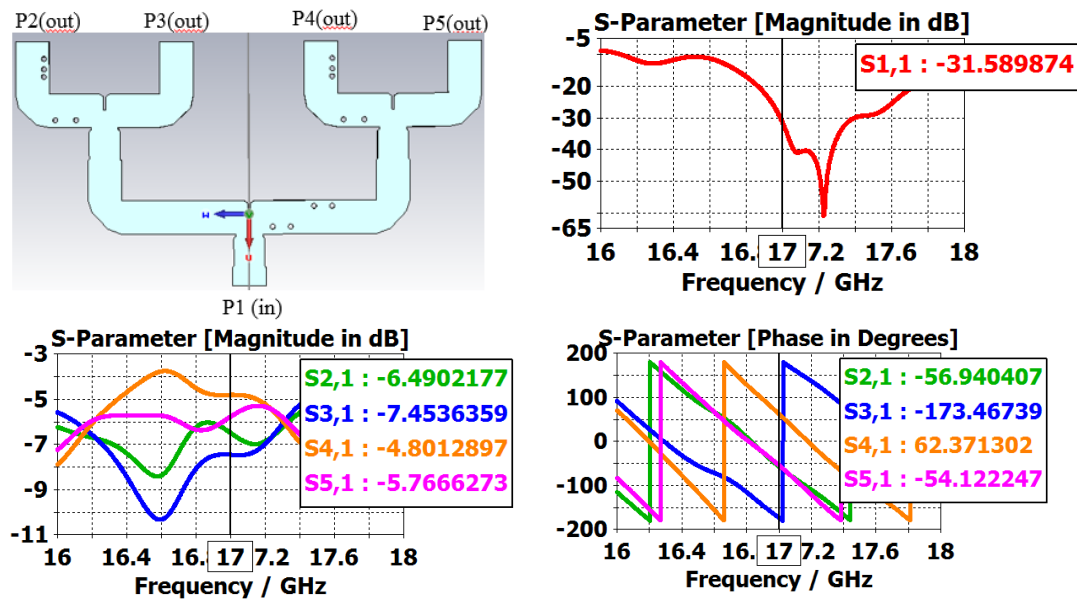 P2(out)
P3(out)
P4(out)
P5(out)
w
u
P1 (in)
S-Parameter [Magnitude in dB]
-5
-20
-30
-40
-50
-65
S1,1 : -31.589874
16
16.4
16.8
17
7.2
17.6
18
Frequency / GHz
S-Parameter [Magnitude in dB]
-3
-5
-7
-9
-11
S2,1 : -6.4902177
S3,1 : -7.4536359
S4,1 : -4.8012897
S5,1 : -5.7666273
16
16.4
16.
17
17.2
17.6
18
Frequency / GHz
S-Parameter [Phase in Degrees]
200
100
0
-100
-200
S2,1 : -56.940407
S3,1 : -173.46739
S4,1 : 62.371302
S5,1 : -54.122247
16
16.4
16.
17
7.2
17.6
18
Frequency / GHz